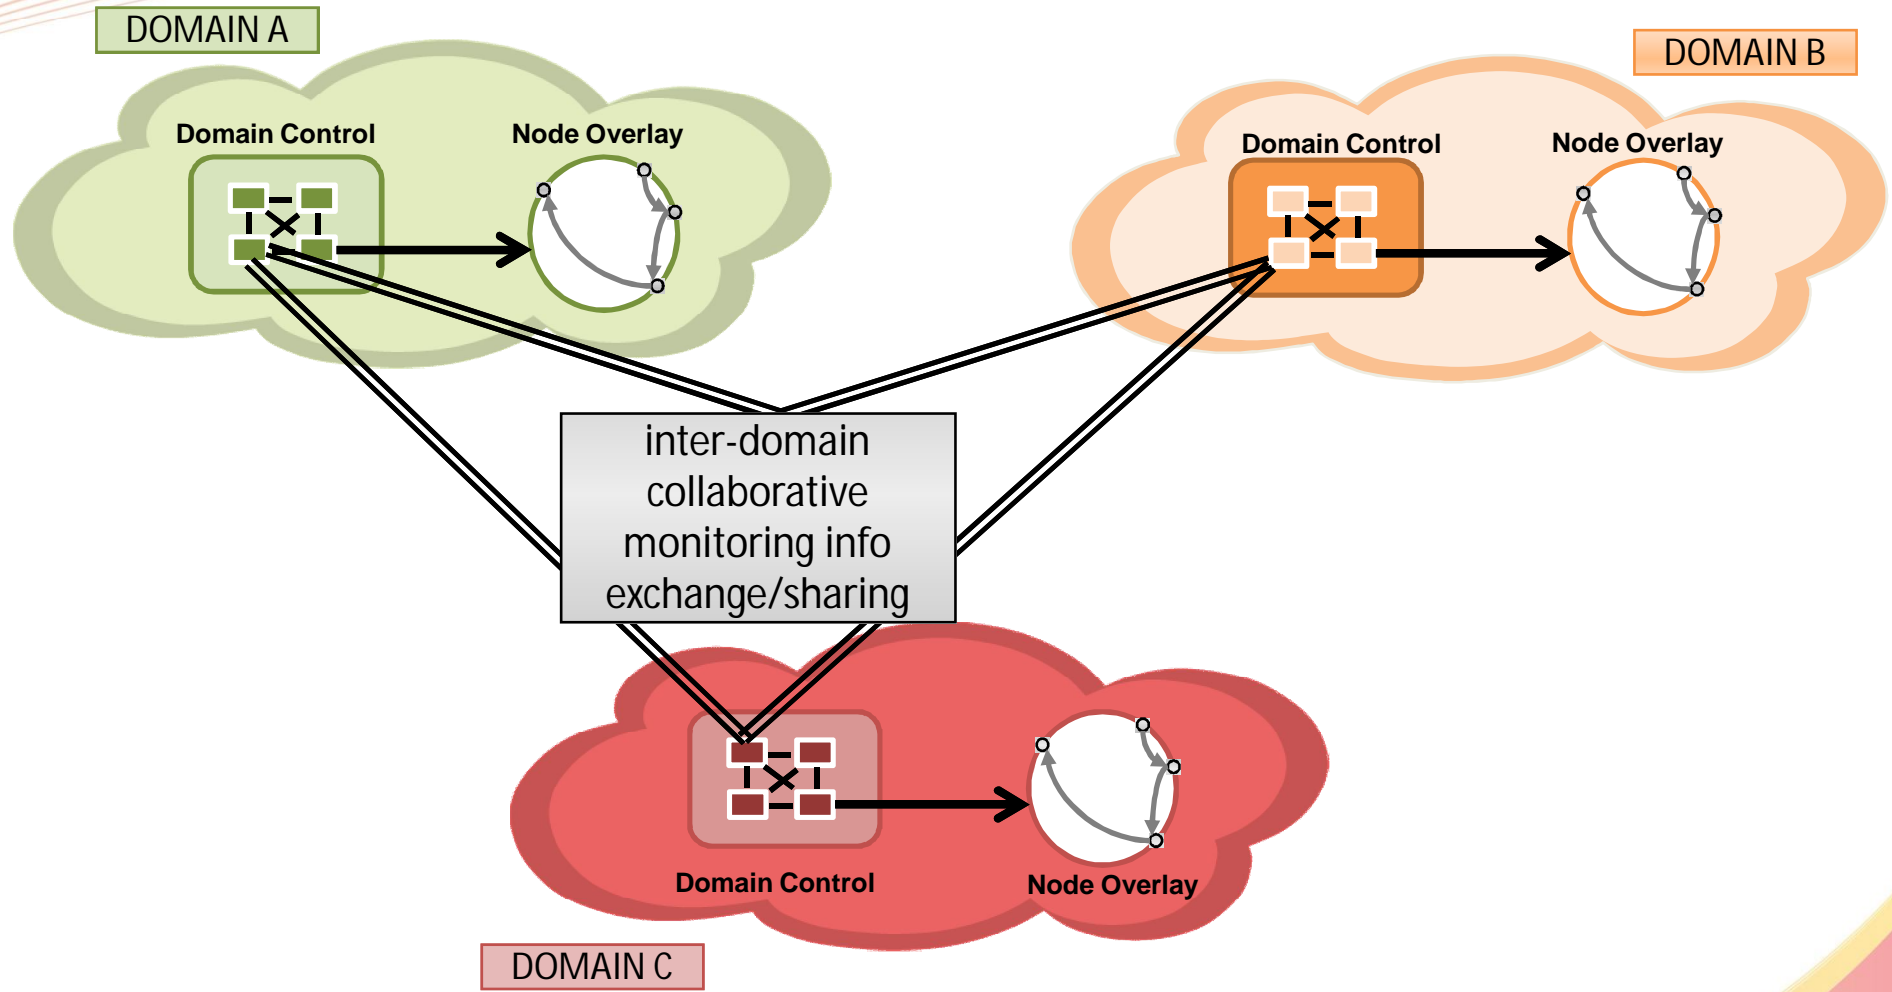 DOMAIN A
DOMAIN B
Domain Control
Node Overlay
Domain Control
Node Overlay
inter-domain
collaborative
monitoring info
exchange/sharing
Domain Control
Node Overlay
DOMAIN C